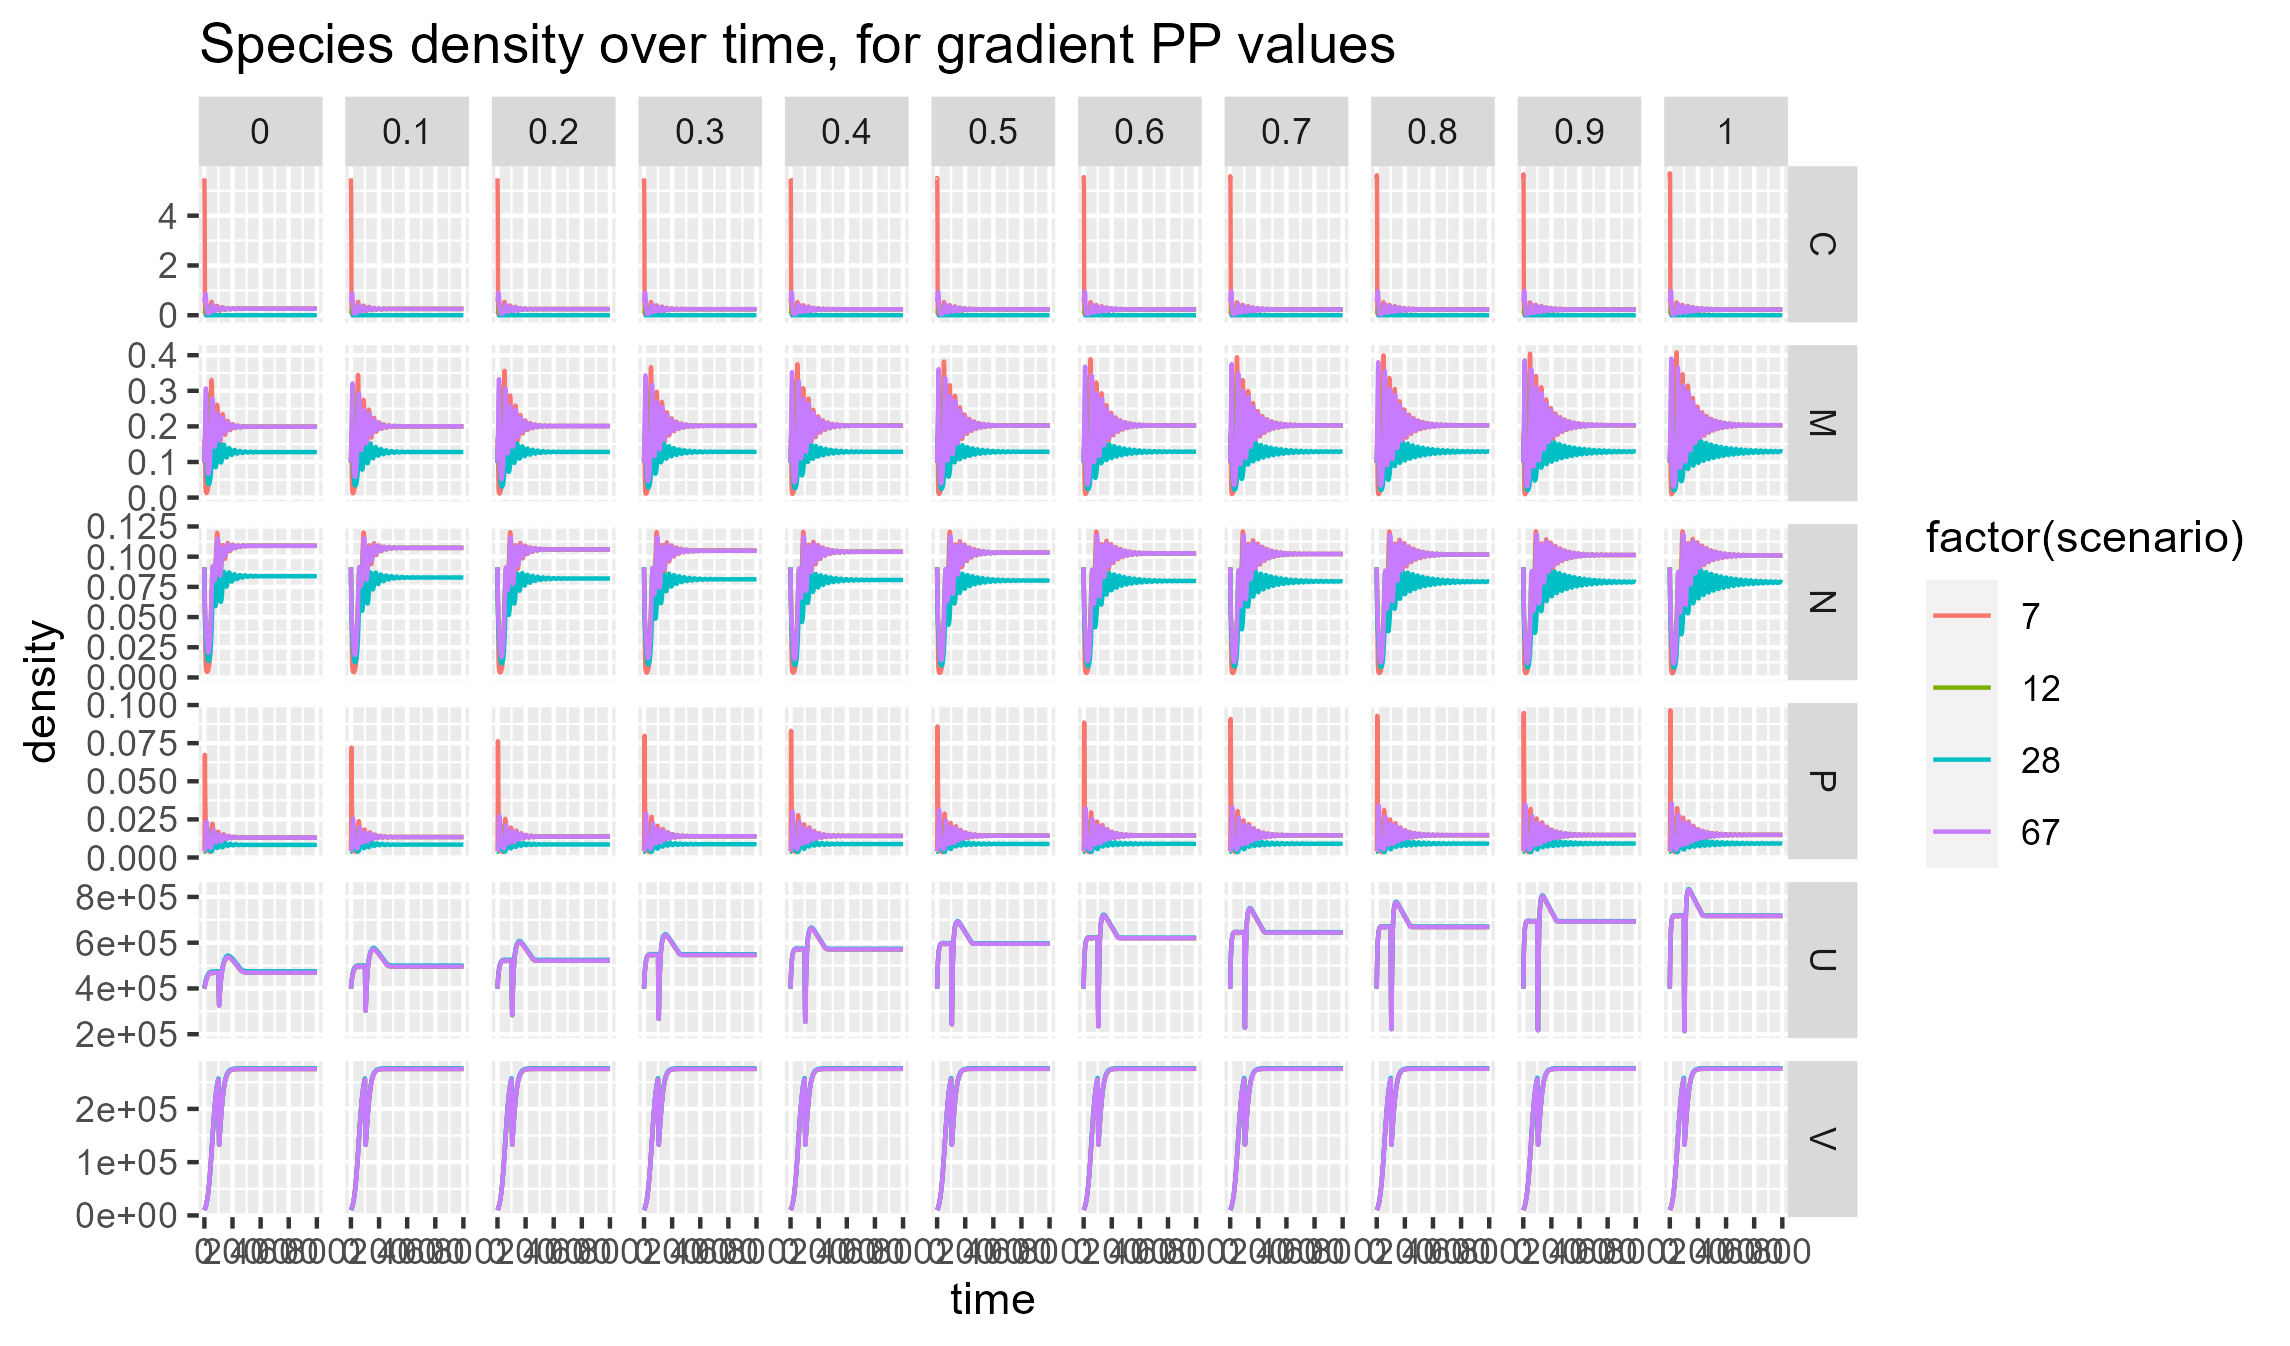 Species density over time, for gradient PP values
0 0.1 0.2 0.3 0.4 0.5 0.6 0.7 0.8 0.9 1
4
2
0
C
0.4
0.3
0.2
0.1
0.0
M
0.125
0.100
0.075
0.050
0.025
0.000
N
0.100
0.075
0.050
0.025
0.000
P
8e+05
6e+05
4e+05
2e+05
U
2e+05
1e+05
0e+00
V
density
time
factor(scenario)
7
12
28
67